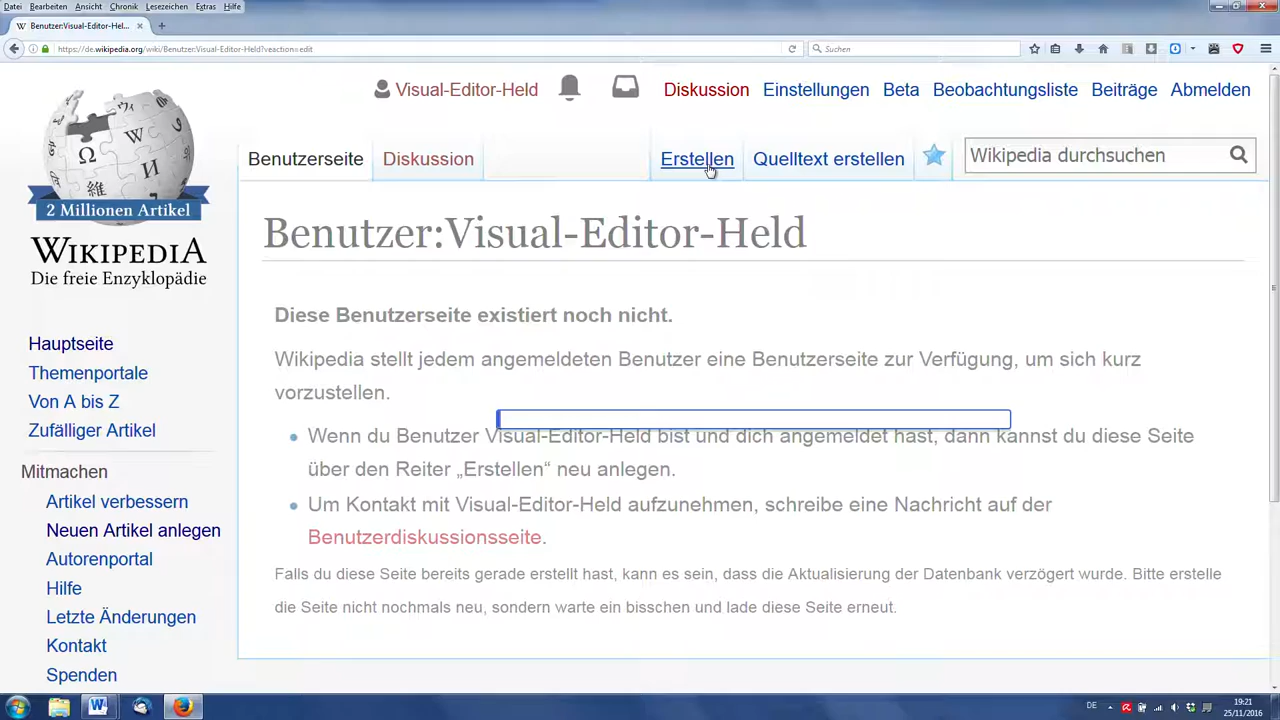 Datei Bearbeiten Ansicht Chronik Lesezeichen Extras Hilfe
Benutzer:Visual-Editor-Hel...
https://de.wikipedia.org/wiki/Benutzer:Visual-Editor-Held?veaction=edit
Suchen
Visual-Editor-Held Diskussion Einstellungen Beta Beobachtungsliste Beiträge Abmelden
Benutzerseite Diskussion Erstellen Quelltext erstellen Wikipedia durchsuchen
2 Millionen Artikel
WIKIPEDIA
Die freie Enzyklopädie
Hauptseite
Themenportale
Von A bis Z
Zufälliger Artikel
Mitmachen
Artikel verbessern
Neuen Artikel anlegen
Autorenportal
Hilfe
Letzte Änderungen
Kontakt
Spenden
Benutzer:Visual-Editor-Held
Diese Benutzerseite existiert noch nicht.
Wikipedia stellt jedem angemeldeten Benutzer eine Benutzerseite zur Verfügung, um sich kurz
vorzustellen.
Wenn du Benutzer Visual-Editor-Held bist und dich angemeldet hast, dann kannst du diese Seite
über den Reiter „Erstellen“ neu anlegen.
Um Kontakt mit Visual-Editor-Held aufzunehmen, schreibe eine Nachricht auf der
Benutzerdiskussionsseite.
Falls du diese Seite bereits gerade erstellt hast, kann es sein, dass die Aktualisierung der Datenbank verzögert wurde. Bitte erstelle
die Seite nicht nochmals neu, sondern warte ein bisschen und lade diese Seite erneut.
DE
19:21
25/11/2016